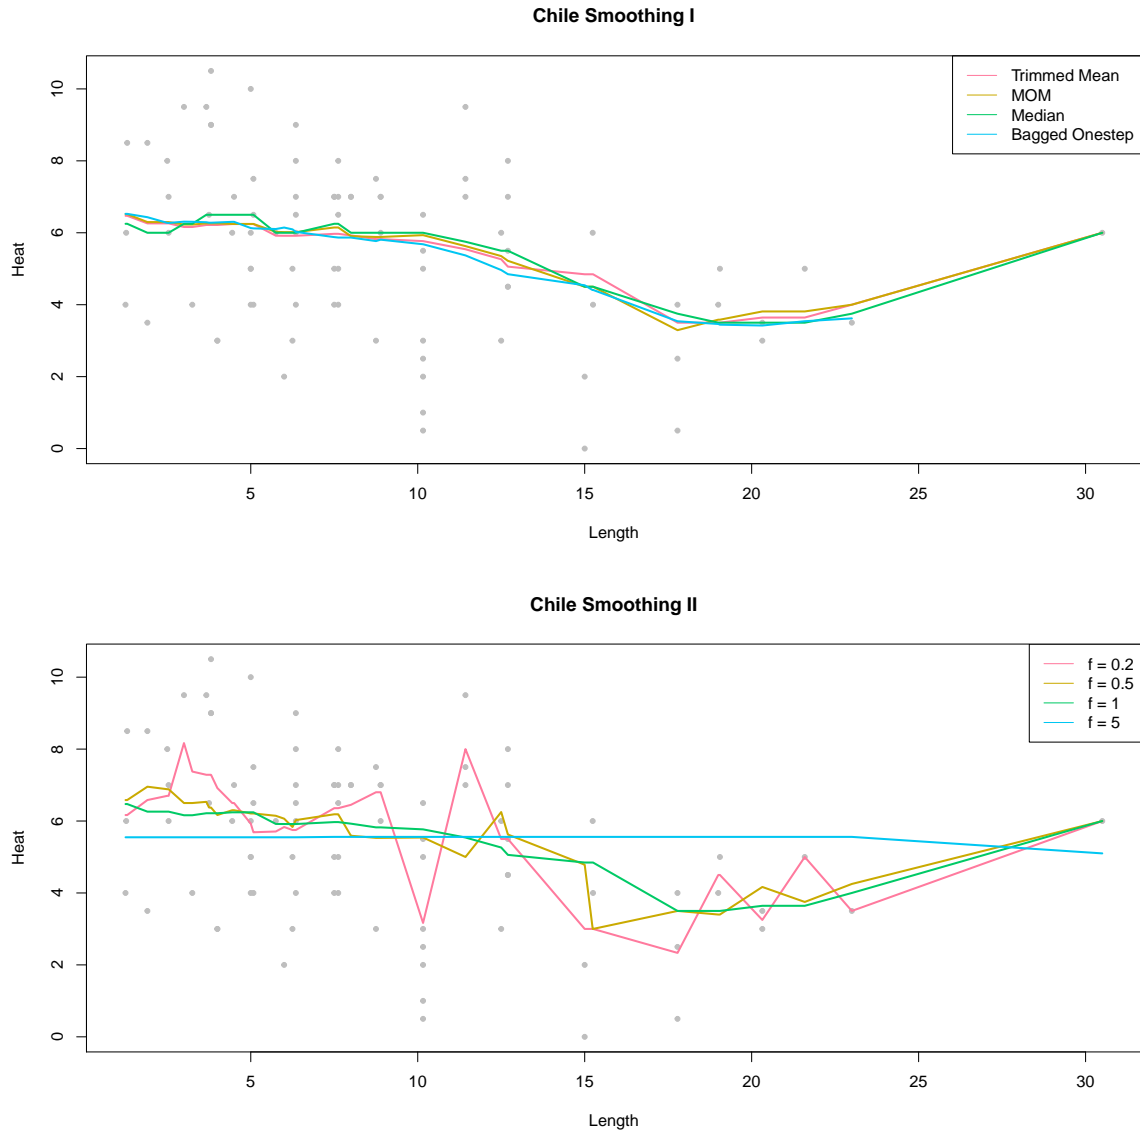 Chile Smoothing I
Trimmed Mean
MOM
Median
Bagged Onestep
Heat
0
2
4
6
8
10
5
10
15
20
25
30
Length
Chile Smoothing II
f = 0.2
f = 0.5
f = 1
f = 5
Heat
0
2
4
6
8
10
5
10
15
20
25
30
Length